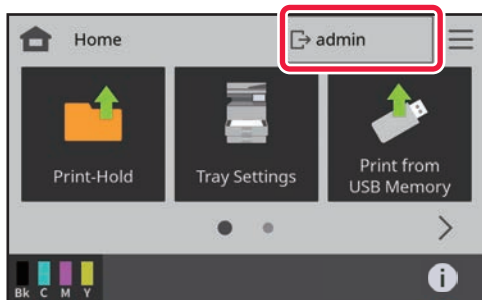 Home
admin
Print-Hold
Tray Settings
Print from
USB Memory
Bk C M Y
i